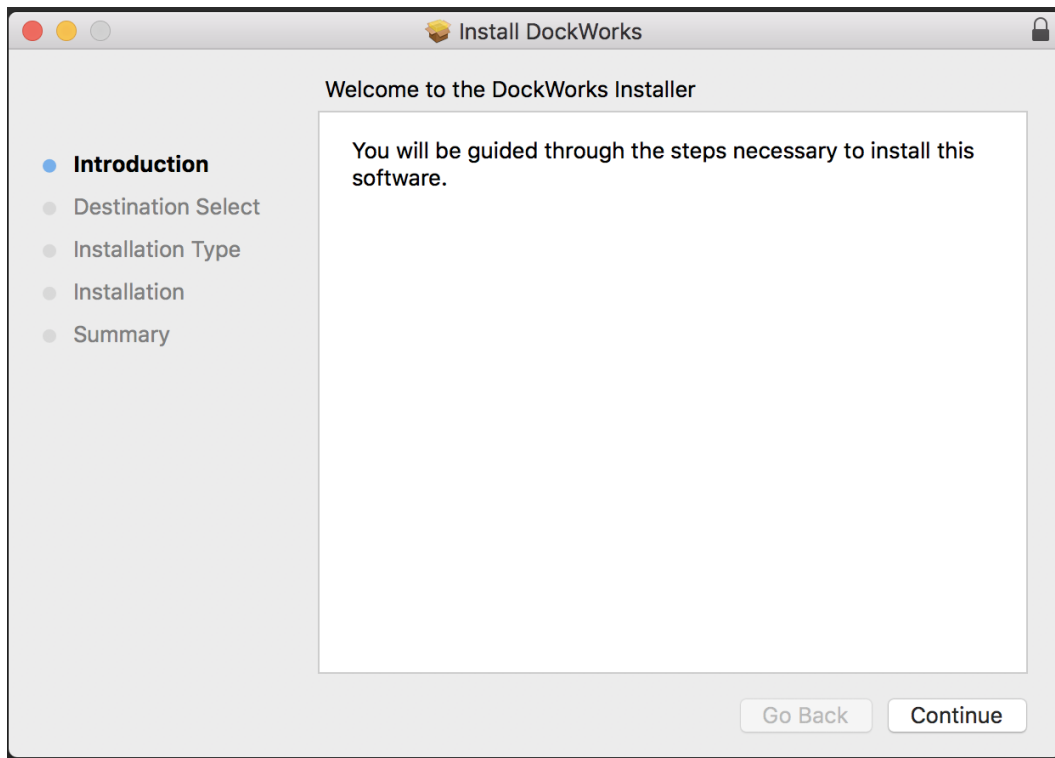 Install DockWorks
Welcome to the DockWorks Installer
Introduction
Destination Select
Installation Type
Installation
Summary
You will be guided through the steps necessary to install this
software.
Go Back
Continue